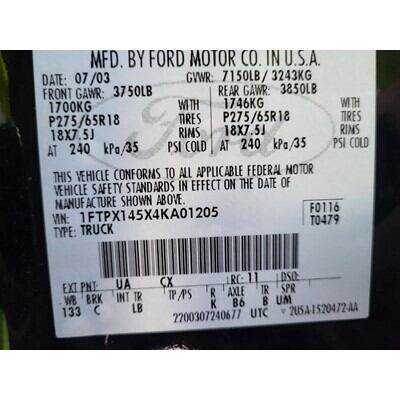 MFD. BY FORD MOTOR CO. IN U.S.A.
DATE: 07/03 GVWR: 7150LB/ 3243KG
FRONT GAWR: 3750LB REAR GAWR: 3850LB
1700KG WITH 1746KG WITH
P275/65R18 TIRES P275/65R18 TIRES
18X7.5J RIMS 18X7.5J RIMS
AT 240 kPa/35 PSI COLD AT 240 kPa/35 PSI COLD
Ford
THIS VEHICLE CONFORMS TO ALL APPLICABLE FEDERAL MOTOR
VEHICLE SAFETY STANDARDS IN EFFECT ON THE DATE OF
MANUFACTURE SHOWN ABOVE.
VIN: 1FTPX145X4KA01205 F0116
TYPE: TRUCK T0479
EXT PNT: UA CX RC: 11 DSO:
WB BRK INT TR TP/PS R AXLE TR SPR
133 C LB K B6 B UM
2200307240677 UTC ▽ 2U5A-1520472-AA